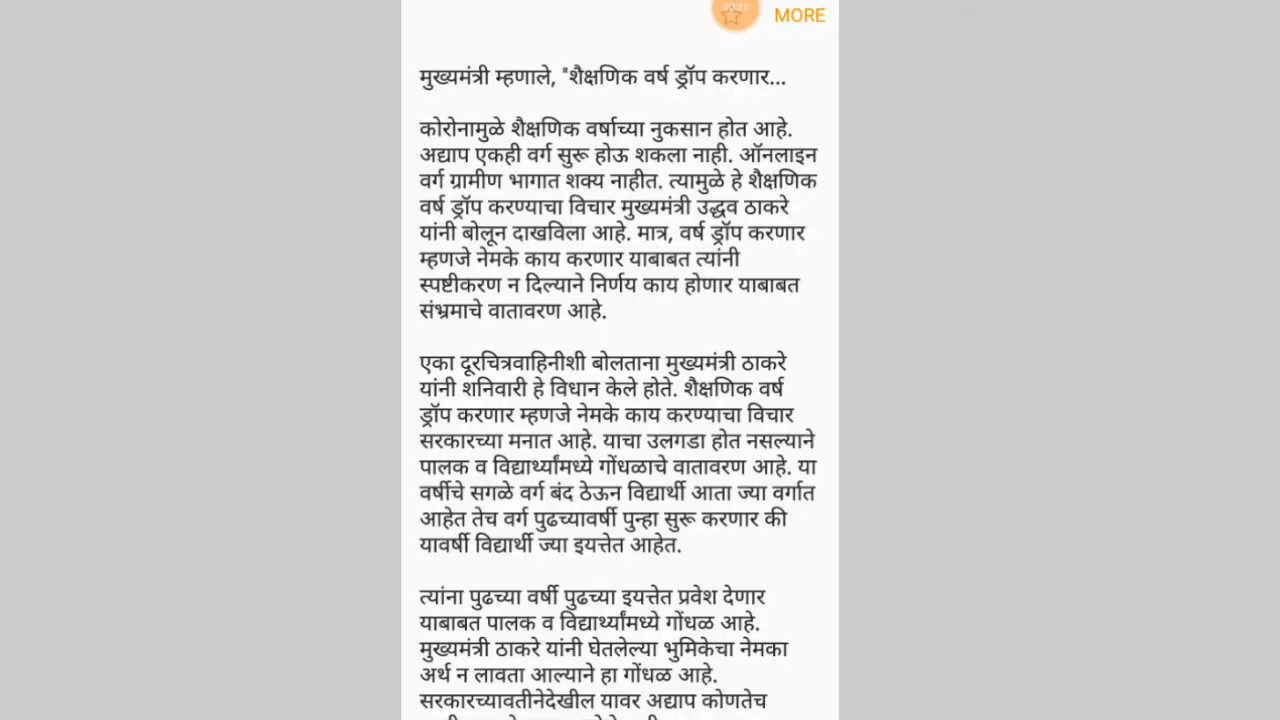 00:21
MORE
मुख्यमंत्री म्हणाले, "शैक्षणिक वर्ष ड्रॉप करणार...
कोरोनामुळे शैक्षणिक वर्षाच्या नुकसान होत आहे.
अद्याप एकही वर्ग सुरू होऊ शकला नाही. ऑनलाइन
वर्ग ग्रामीण भागात शक्य नाहीत. त्यामुळे हे शैक्षणिक
वर्ष ड्रॉप करण्याचा विचार मुख्यमंत्री उद्धव ठाकरे
यांनी बोलून दाखविला आहे. मात्र, वर्ष ड्रॉप करणार
म्हणजे नेमके काय करणार याबाबत त्यांनी
स्पष्टीकरण न दिल्याने निर्णय काय होणार याबाबत
संभ्रमाचे वातावरण आहे.
एका दूरचित्रवाहिनीशी बोलताना मुख्यमंत्री ठाकरे
यांनी शनिवारी हे विधान केले होते. शैक्षणिक वर्ष
ड्रॉप करणार म्हणजे नेमके काय करण्याचा विचार
सरकारच्या मनात आहे. याचा उलगडा होत नसल्याने
पालक व विद्यार्थ्यांमध्ये गोंधळाचे वातावरण आहे. या
वर्षीचे सगळे वर्ग बंद ठेऊन विद्यार्थी आता ज्या वर्गात
आहेत तेच वर्ग पुढच्यावर्षी पुन्हा सुरू करणार की
यावर्षी विद्यार्थी ज्या इयत्तेत आहेत.
त्यांना पुढच्या वर्षी पुढच्या इयत्तेत प्रवेश देणार
याबाबत पालक व विद्यार्थ्यांमध्ये गोंधळ आहे.
मुख्यमंत्री ठाकरे यांनी घेतलेल्या भुमिकेचा नेमका
अर्थ न लावता आल्याने हा गोंधळ आहे.
सरकारच्यावतीनेदेखील यावर अद्याप कोणतेच